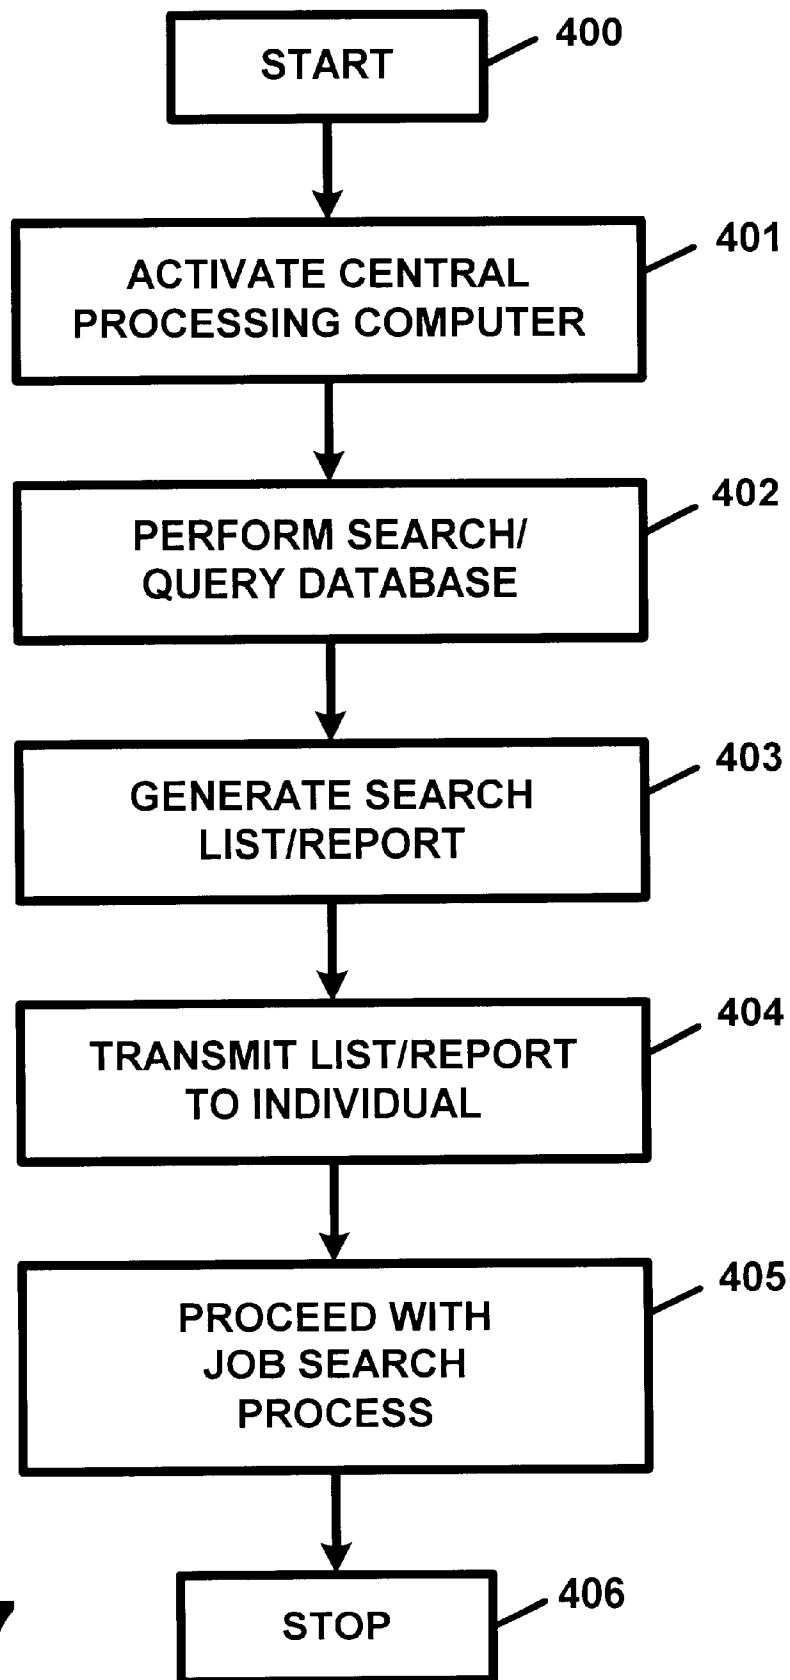 START
400
ACTIVATE CENTRAL
PROCESSING COMPUTER
401
PERFORM SEARCH/
QUERY DATABASE
402
GENERATE SEARCH
LIST/REPORT
403
TRANSMIT LIST/REPORT
TO INDIVIDUAL
404
PROCEED WITH
JOB SEARCH
PROCESS
405
STOP
406